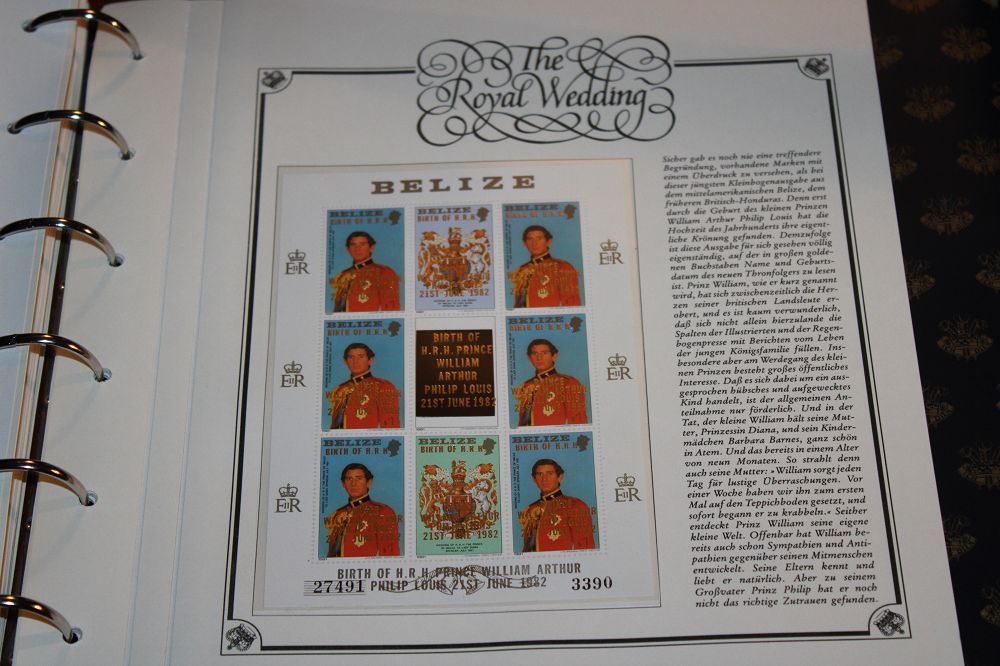 The
Royal Wedding
BELIZE
BELIZE
BIRTH OF H.R.H
21ST JUNE 1982
BELIZE
BIRTH OF H.R.H
21ST JUNE 1982
BELIZE
BIRTH OF H.R.H
21ST JUNE 1982
EIIR
EIIR
BELIZE
BIRTH OF H.R.H
BIRTH OF
H.R.H. PRINCE
WILLIAM
ARTHUR
PHILIP LOUIS
21ST JUNE 1982
BELIZE
BIRTH OF H.R.H
EIIR
EIIR
BELIZE
BIRTH OF H.R.H
BELIZE
BIRTH OF H.R.H
21ST JUNE 1982
BELIZE
BIRTH OF H.R.H
EIIR
EIIR
BIRTH OF H.R.H. PRINCE WILLIAM ARTHUR
27491 PHILIP LOUIS 21ST JUNE 1982 3390
Sicher gab es noch nie eine treffendere
Begründung, vorhandene Marken mit
einem Überdruck zu versehen, als bei
dieser jüngsten Kleinbogenausgabe aus
dem mittelamerikanischen Belize, dem
früheren Britisch-Honduras. Denn erst
durch die Geburt des kleinen Prinzen
William Arthur Philip Louis hat die
Hochzeit des Jahrhunderts ihre eigent-
liche Krönung gefunden. Demzufolge
ist diese Ausgabe für sich gesehen völlig
eigenständig, auf der in großen golde-
nen Buchstaben Name und Geburts-
datum des neuen Thronfolgers zu lesen
ist. Prinz William, wie er kurz genannt
wird, hat sich zwischenzeitlich die Her-
zen seiner britischen Landsleute er-
obert, und es ist kaum verwunderlich,
daß sich nicht allein hierzulande die
Spalten der Illustrierten und der Regen-
bogenpresse mit Berichten vom Leben
der jungen Königsfamilie füllen. Ins-
besondere aber am Werdegang des klei-
nen Prinzen besteht großes öffentliches
Interesse. Daß es sich dabei um ein aus-
gesprochen hübsches und aufgewecktes
Kind handelt, ist der allgemeinen An-
teilnahme nur förderlich. Und in der
Tat, der kleine William hält seine Mut-
ter, Prinzessin Diana, und sein Kinder-
mädchen Barbara Barnes, ganz schön
in Atem. Und das bereits in einem Alter
von neun Monaten. So strahlt denn
auch seine Mutter: »William sorgt jeden
Tag für lustige Überraschungen. Vor
einer Woche haben wir ihn zum ersten
Mal auf den Teppichboden gesetzt, und
sofort begann er zu krabbeln.« Seither
entdeckt Prinz William seine eigene
kleine Welt. Offenbar hat William be-
reits auch schon Sympathien und Anti-
pathien gegenüber seinen Mitmenschen
entwickelt. Seine Eltern kennt und
liebt er natürlich. Aber zu seinem
Großvater Prinz Philip hat er noch
nicht das richtige Zutrauen gefunden.